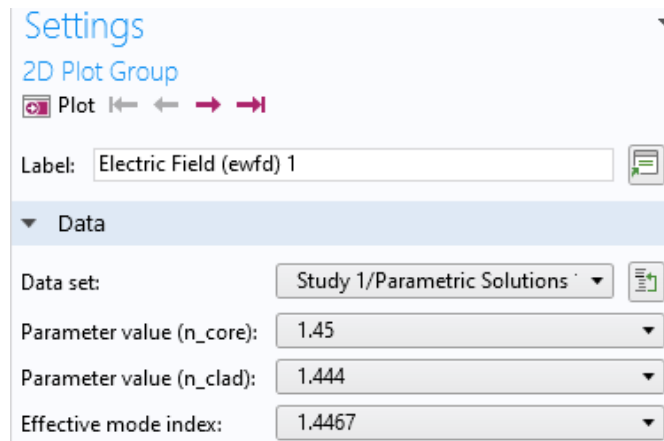 Settings
2D Plot Group
Plot
Label: Electric Field (ewfd) 1
Data
Data set: Study 1/Parametric Solutions
Parameter value (n_core): 1.45
Parameter value (n_clad): 1.444
Effective mode index: 1.4467